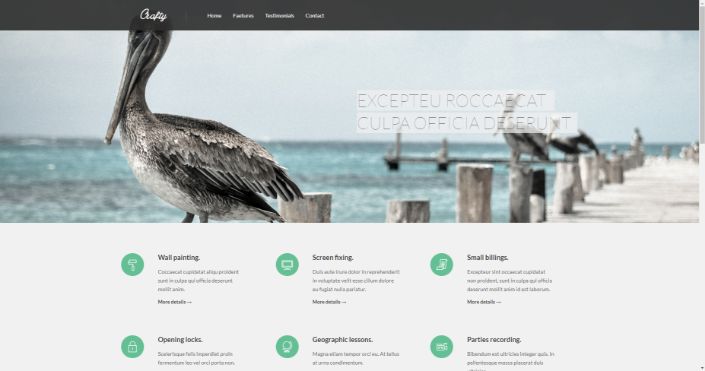 Crafty
Home Faetures Testimonials Contact
EXCEPTEU ROCCAECAT
CULPA OFFICIA DESERUNT
Wall painting.
Coccaecat cupidatat aliqu proident
sunt in culpa qui officia deserunt
mollit anim.
More details →
Screen fixing.
Duis aute irure dolor in reprehenderit
in voluptate velit esse cillum dolore
eu fugiat nulla pariatur.
More details →
Small billings.
Excepteur sint occaecat cupidatat
non proident, sunt in culpa qui officia
deserunt mollit anim id est laborum.
More details →
Opening locks.
Scelerisque felis imperdiet proin
fermentum leo vel orci porta non.
Geographic lessons.
Magna etiam tempor orci eu. At tellus
at urna condimentum.
Parties recording.
Bibendum est ultricies integer quis. In
pellentesque massa placerat duis